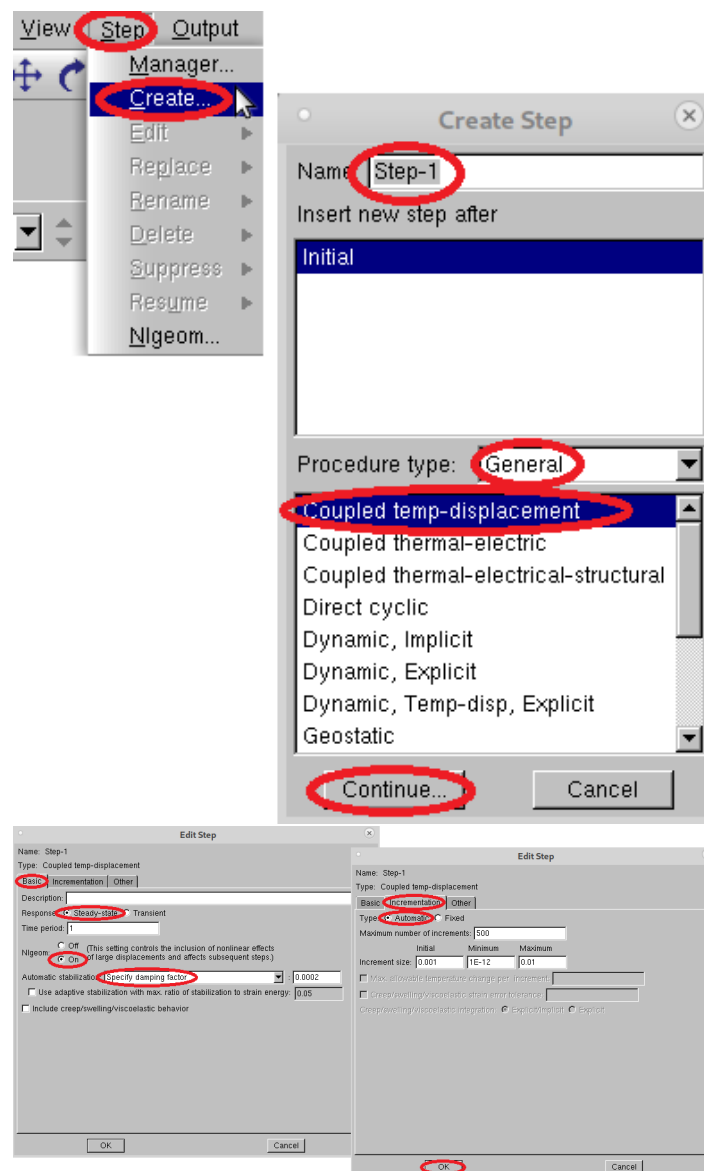 View Step Output
Manager...
Create...
Edit
Replace
Rename
Delete
Suppress
Resume
Nlgeom...
Create Step
Name: Step-1
Insert new step after
Initial
Procedure type: General
Coupled temp-displacement
Coupled thermal-electric
Coupled thermal-electrical-structural
Direct cyclic
Dynamic, Implicit
Dynamic, Explicit
Dynamic, Temp-disp, Explicit
Geostatic
Continue... Cancel
Edit Step
Name: Step-1
Type: Coupled temp-displacement
Basic Incrementation Other
Description:
Response: Steady-state Transient
Time period: 1
Nlgeom: Off (This setting controls the inclusion of nonlinear effects
On of large displacements and affects subsequent steps.)
Automatic stabilization: Specify damping factor : 0.0002
Use adaptive stabilization with max. ratio of stabilization to strain energy: 0.05
Include creep/swelling/viscoelastic behavior
OK Cancel
Edit Step
Name: Step-1
Type: Coupled temp-displacement
Basic Incrementation Other
Type: Automatic Fixed
Maximum number of increments: 500
Initial Minimum Maximum
Increment size: 0.001 1E-12 0.01
Max. allowable temperature change per increment:
Creep/swelling/viscoelastic strain error tolerance:
Creep/swelling/viscoelastic integration: Explicit/Implicit Explicit
OK Cancel